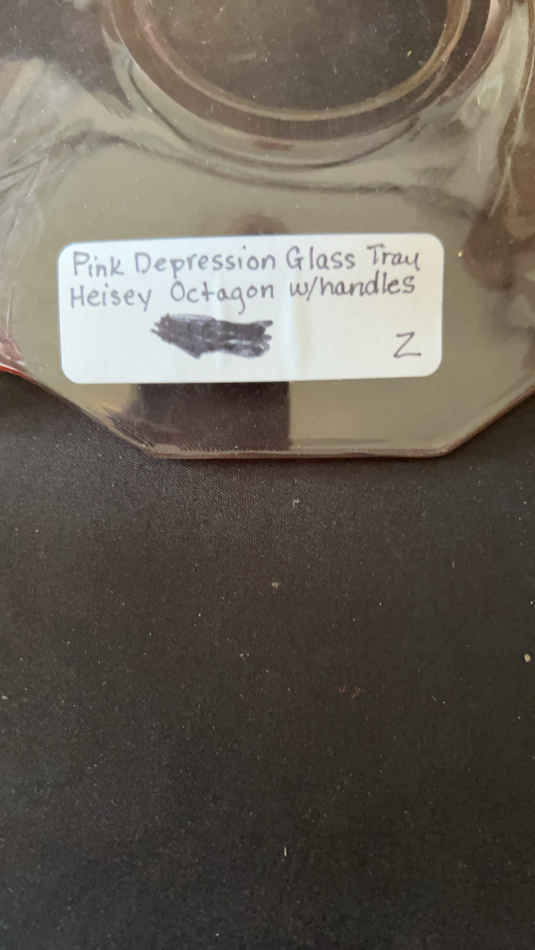 Pink Depression Glass Tray
Heisey Octagon w/handles
Z